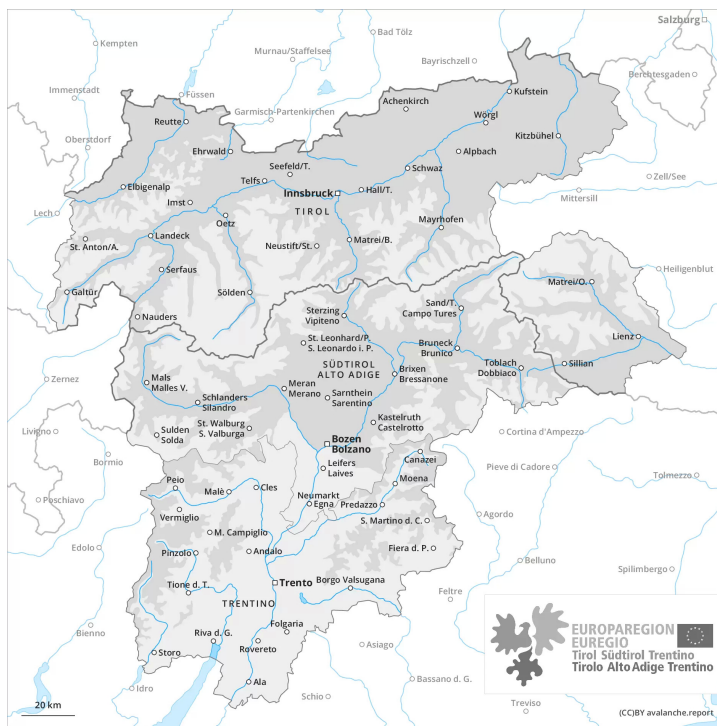 Salzburg
Kempten
Bad Tölz
Murnau/Staffelsee
Bayrischzell
Berchtesgaden
Immenstadt
Füssen
Garmisch-Partenkirchen
Achenkirch
Kufstein
Reutte
Wörgl
Oberstdorf
Ehrwald
Kitzbühel
Alpbach
Seefeld/T.
Schwaz
Telfs
Zell/See
Elbigenalp
Innsbruck
Hall/T.
Mittersill
Imst
TIROL
Lech
Oetz
Mayrhofen
St. Anton/A.
Landeck
Neustift/St.
Matrei/B.
Serfaus
Heiligenblut
Galtür
Sölden
Matrei/O.
Nauders
Sterzing
Vipiteno
Sand/T.
Campo Tures
St. Leonhard/P.
S. Leonardo i. P.
Bruneck
Brunico
Lienz
SÜDTIROL
ALTO ADIGE
Toblach
Dobbiaco
Sillian
Zernez
Mals
Malles V.
Meran
Merano
Brixen
Bressanone
Schlanders
Silandro
Sarnthein
Sarentino
Livigno
Sulden
Solda
St. Walburg
S. Valburga
Kastelruth
Castelrotto
Bozen
Bolzano
Cortina d'Ampezzo
Bormio
Canazei
Leifers
Laives
Pieve di Cadore
Peio
Moena
Tolmezzo
Malè
Cles
Neumarkt
Egna
Predazzo
Poschiavo
Vermiglio
Agordo
S. Martino d. C.
M. Campiglio
Edolo
Pinzolo
Andalo
Fiera d. P.
Belluno
Spilimbergo
Tione d. T.
Trento
Borgo Valsugana
Feltre
TRENTINO
Bienno
Folgaria
Riva d. G.
Rovereto
Asiago
Storo
Ala
Idro
Schio
Bassano d. G.
Treviso
EUROPAREGION
EUREGIO
Tirol Südtirol Trentino
Tirolo Alto Adige Trentino
20 km
(CC)BY avalanche.report